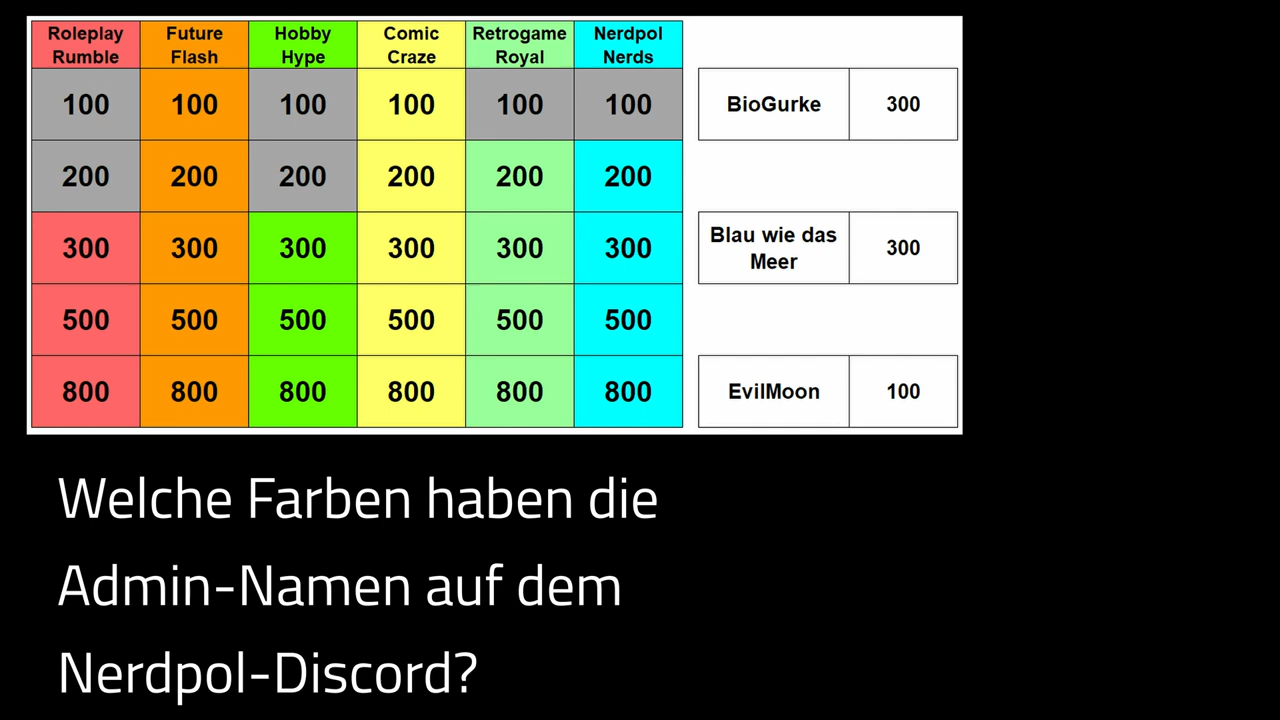 Roleplay Rumble
Future Flash
Hobby Hype
Comic Craze
Retrogame Royal
Nerdpol Nerds
100 100 100 100 100 100
BioGurke 300
200 200 200 200 200 200
300 300 300 300 300 300
Blau wie das Meer 300
500 500 500 500 500 500
800 800 800 800 800 800
EvilMoon 100
Welche Farben haben die
Admin-Namen auf dem
Nerdpol-Discord?